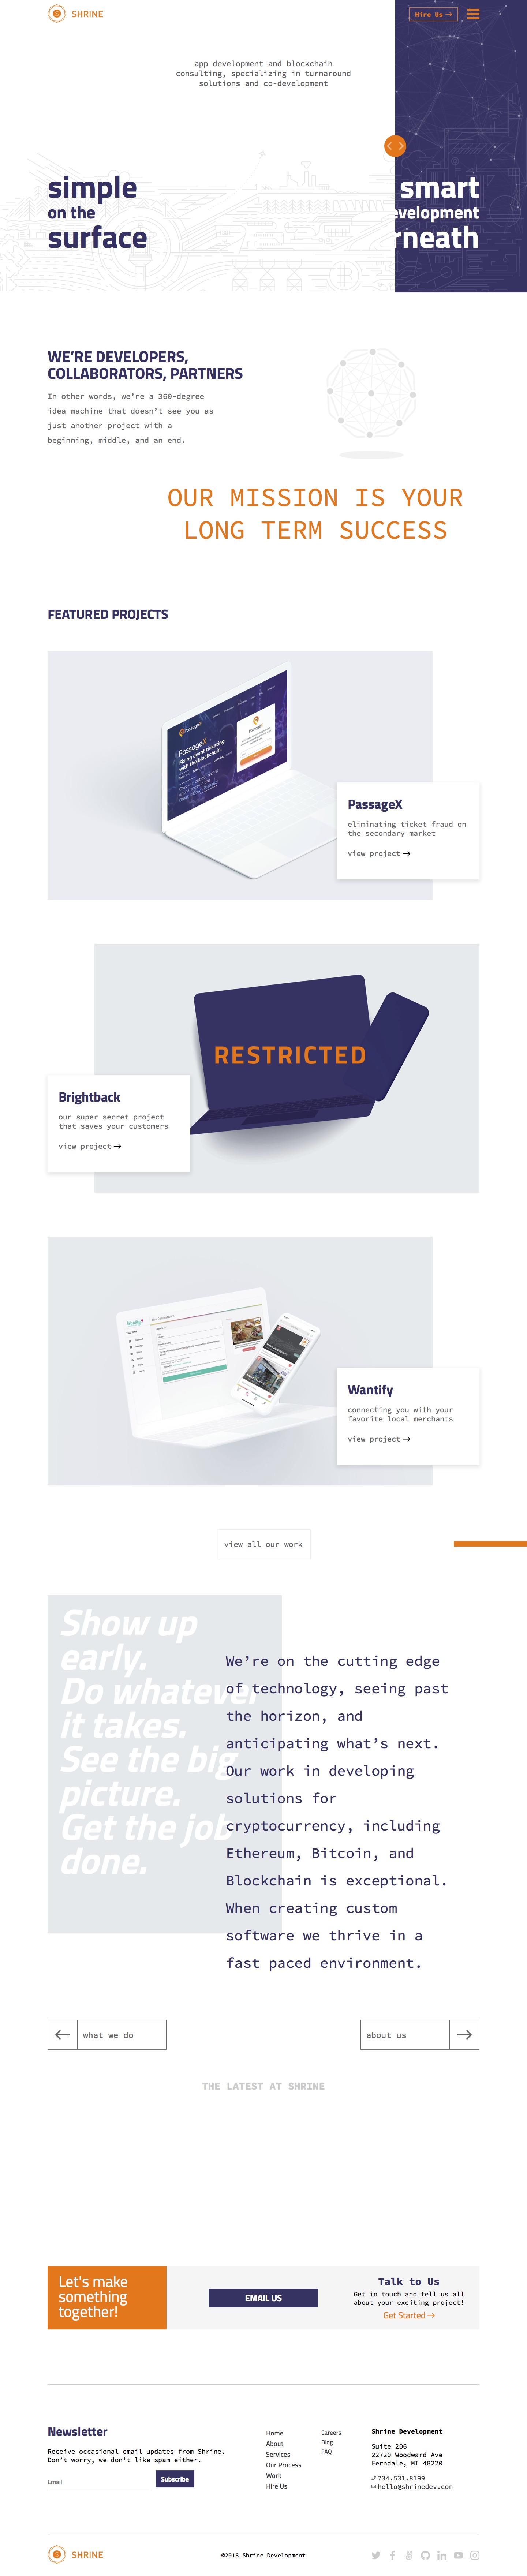 SHRINE
Hire Us →
app development and blockchain
consulting, specializing in turnaround
solutions and co-development
simple
on the
surface
smart
evelopment
rneath
WE’RE DEVELOPERS,
COLLABORATORS, PARTNERS
In other words, we’re a 360-degree
idea machine that doesn’t see you as
just another project with a
beginning, middle, and an end.
OUR MISSION IS YOUR
LONG TERM SUCCESS
FEATURED PROJECTS
PassageX
PassageX
Fixing event ticketing
with the blockchain.
PassageX
eliminating ticket fraud on
the secondary market
view project →
RESTRICTED
Brightback
our super secret project
that saves your customers
view project →
Wantify
connecting you with your
favorite local merchants
view project →
view all our work
Show up
early.
Do whatever
it takes.
See the big
picture.
Get the job
done.
We’re on the cutting edge
of technology, seeing past
the horizon, and
anticipating what’s next.
Our work in developing
solutions for
cryptocurrency, including
Ethereum, Bitcoin, and
Blockchain is exceptional.
When creating custom
software we thrive in a
fast paced environment.
← what we do
about us →
THE LATEST AT SHRINE
Let's make
something
together!
EMAIL US
Talk to Us
Get in touch and tell us all
about your exciting project!
Get Started →
Newsletter
Receive occasional email updates from Shrine.
Don’t worry, we don’t like spam either.
Email
Subscribe
Home
About
Services
Our Process
Work
Hire Us
Careers
Blog
FAQ
Shrine Development
Suite 206
22720 Woodward Ave
Ferndale, MI 48220
734.531.8199
hello@shrinedev.com
SHRINE
©2018 Shrine Development